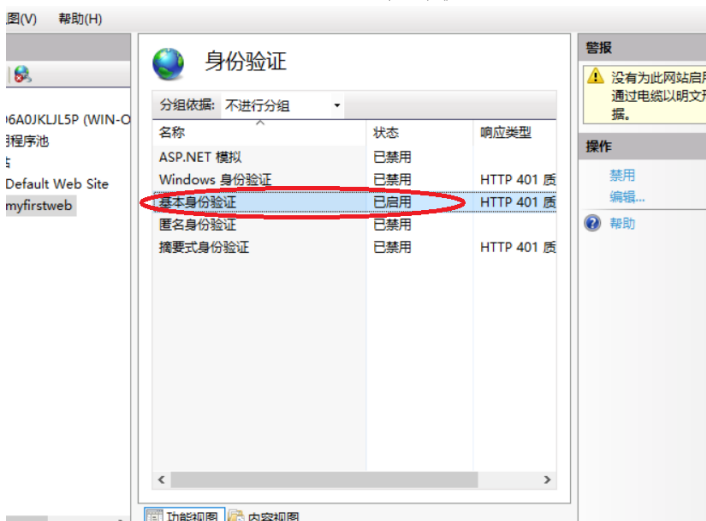 图(V) 帮助(H)
06A0JKLJL5P (WIN-O
程序池
Default Web Site
myfirstweb
身份验证
分组依据: 不进行分组
名称 状态 响应类型
ASP.NET 模拟 已禁用
Windows 身份验证 已禁用 HTTP 401 质
基本身份验证 已启用 HTTP 401 质
匿名身份验证 已禁用
摘要式身份验证 已禁用 HTTP 401 质
功能视图 内容视图
警报
没有为此网站启用
通过电缆以明文形
据。
操作
禁用
编辑...
帮助